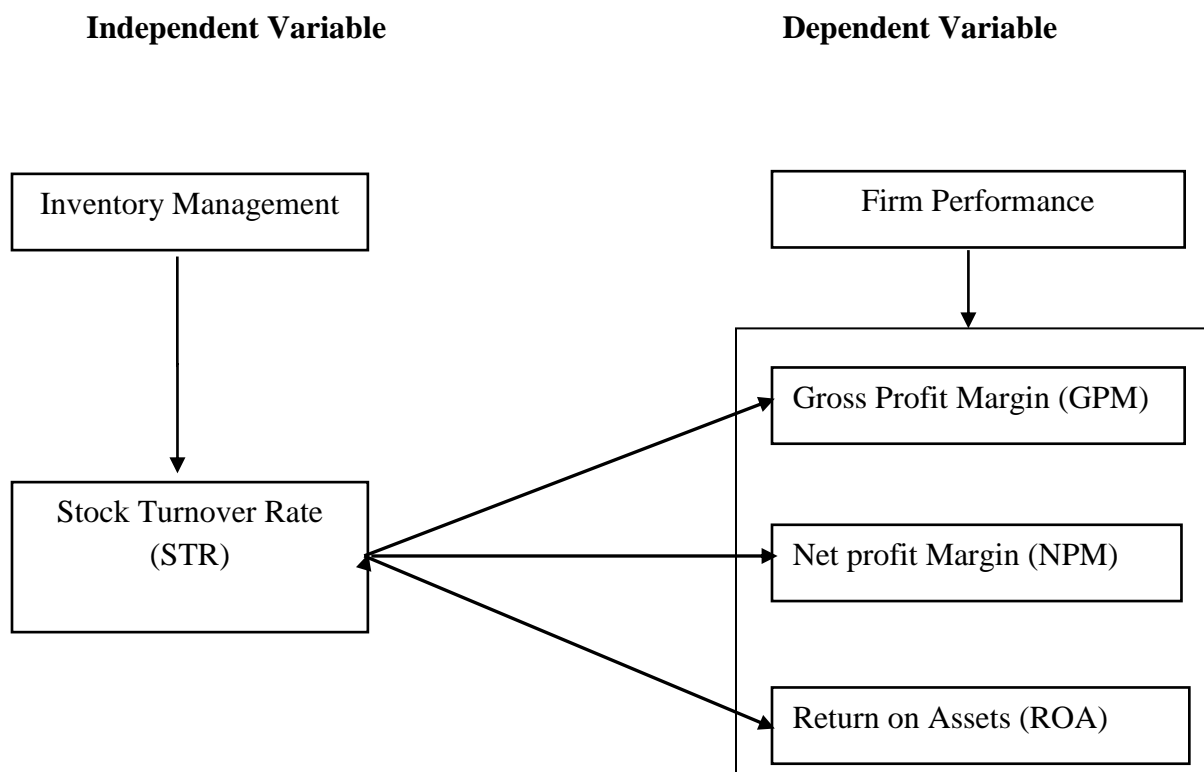 Independent Variable
Dependent Variable
Inventory Management
Firm Performance
Gross Profit Margin (GPM)
Stock Turnover Rate
(STR)
Net profit Margin (NPM)
Return on Assets (ROA)